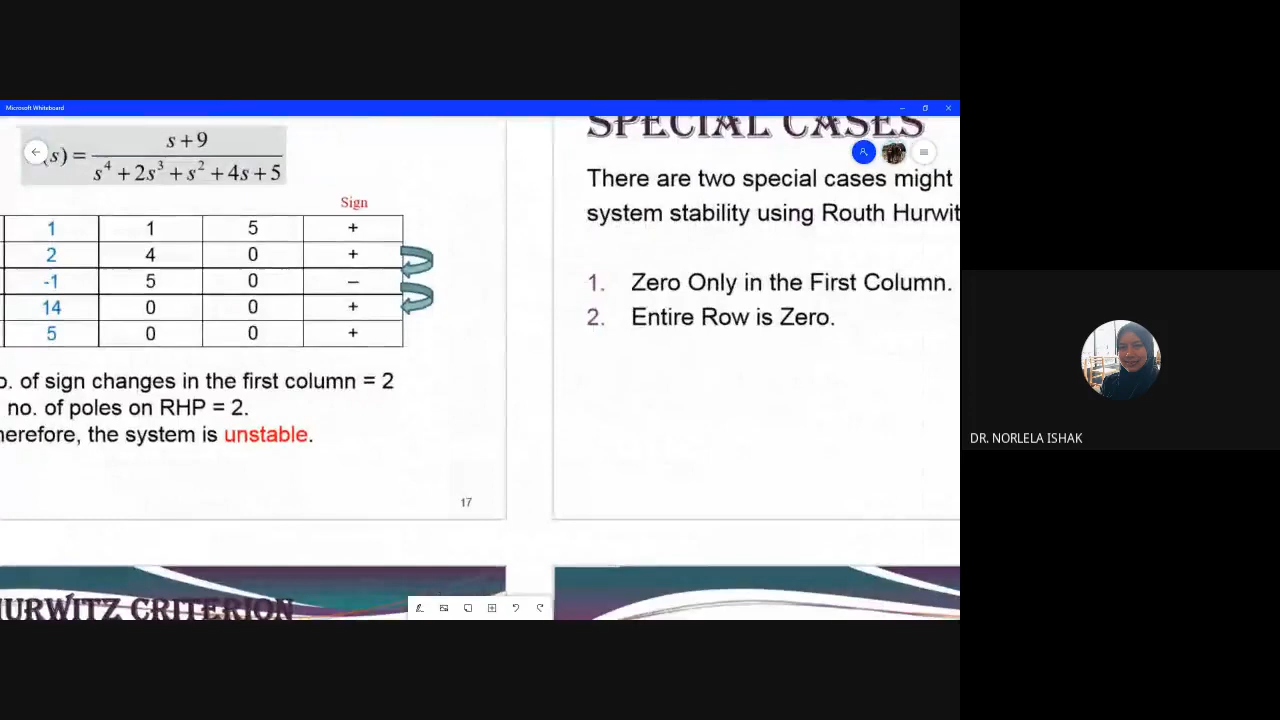 Microsoft Whiteboard
(s) = s + 9 / s⁴ + 2s³ + s² + 4s + 5
Sign
1 1 5 +
2 4 0 +
-1 5 0 –
14 0 0 +
5 0 0 +
o. of sign changes in the first column = 2
no. of poles on RHP = 2.
herefore, the system is unstable.
17
SPECIAL CASES
There are two special cases might
system stability using Routh Hurwit
1. Zero Only in the First Column.
2. Entire Row is Zero.
HURWITZ CRITERION
DR. NORLELA ISHAK